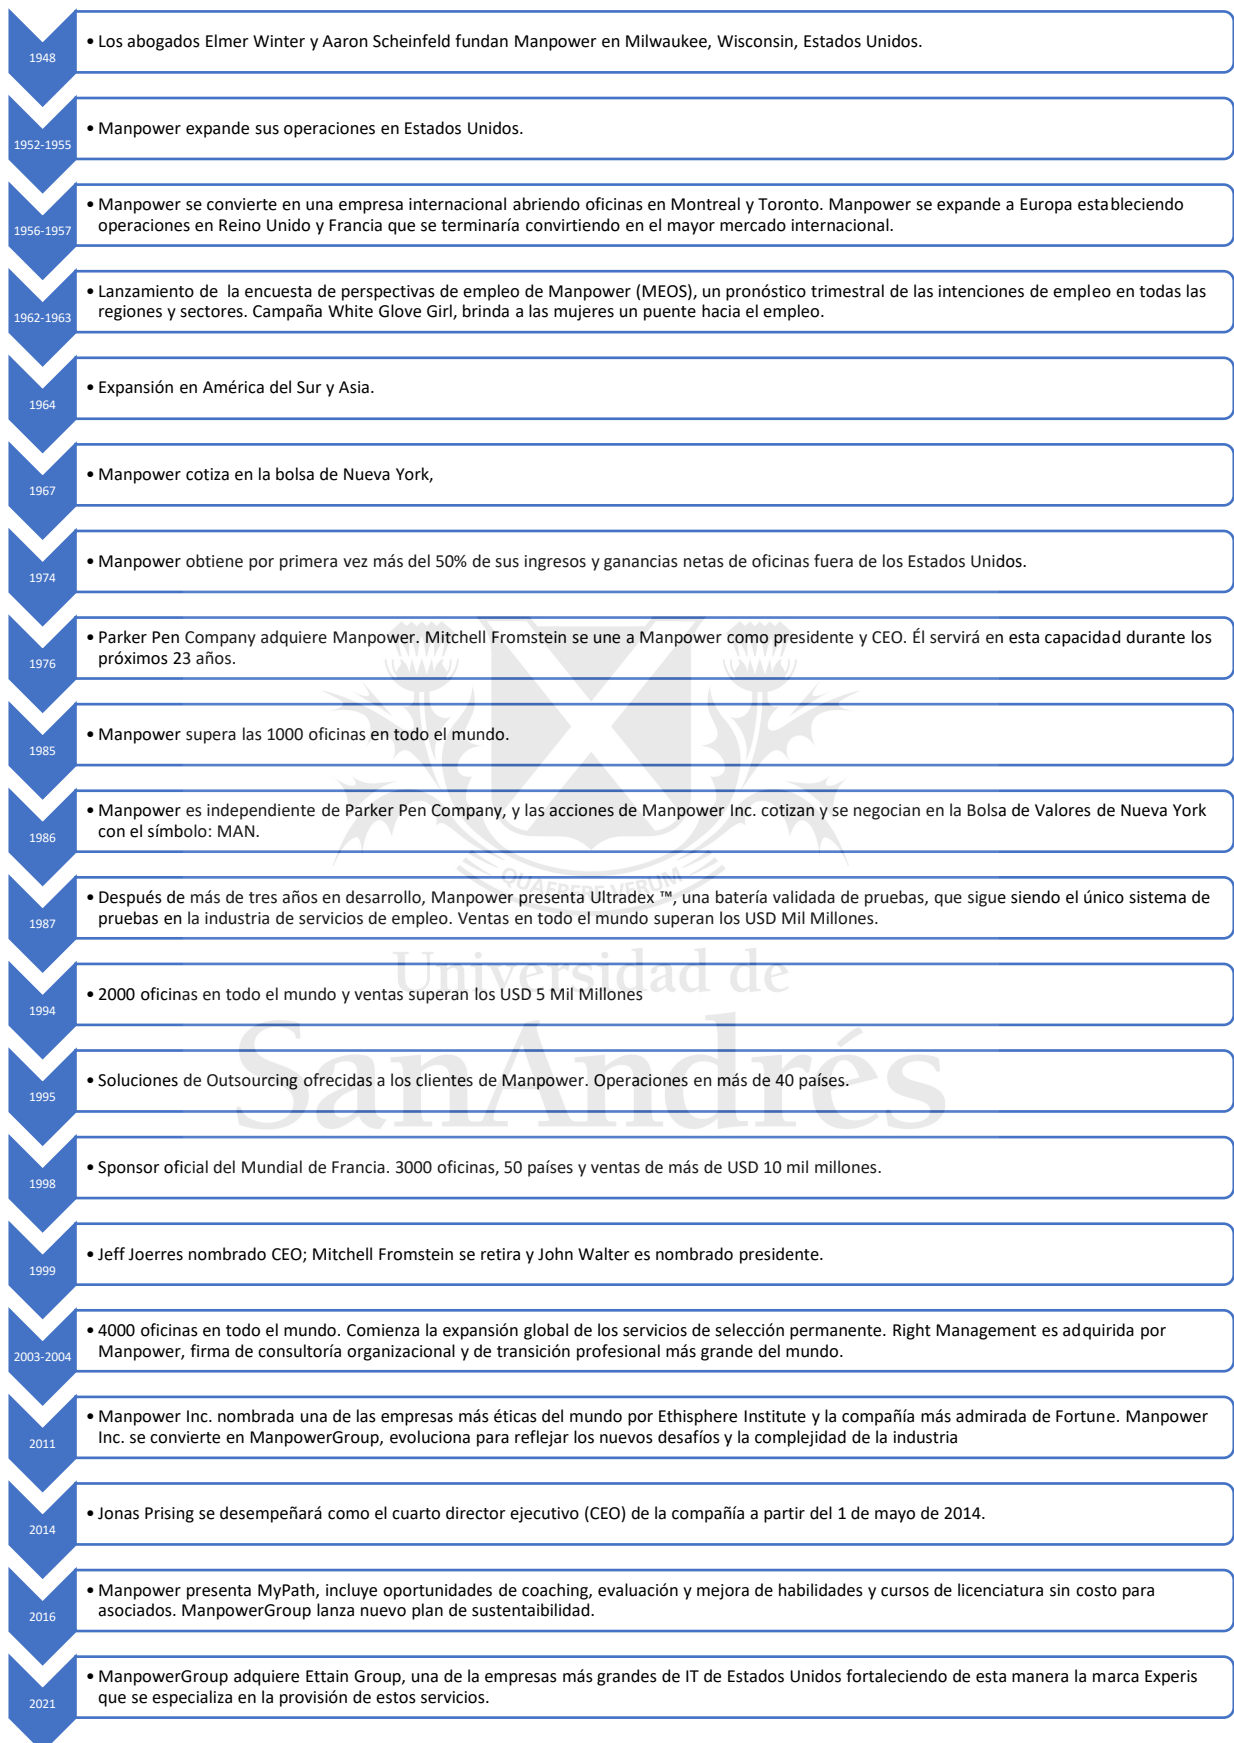 1948
• Los abogados Elmer Winter y Aaron Scheinfeld fundan Manpower en Milwaukee, Wisconsin, Estados Unidos.
1952-1955
• Manpower expande sus operaciones en Estados Unidos.
1956-1957
• Manpower se convierte en una empresa internacional abriendo oficinas en Montreal y Toronto. Manpower se expande a Europa estableciendo
operaciones en Reino Unido y Francia que se terminaría convirtiendo en el mayor mercado internacional.
1962-1963
• Lanzamiento de la encuesta de perspectivas de empleo de Manpower (MEOS), un pronóstico trimestral de las intenciones de empleo en todas las
regiones y sectores. Campaña White Glove Girl, brinda a las mujeres un puente hacia el empleo.
1964
• Expansión en América del Sur y Asia.
1967
• Manpower cotiza en la bolsa de Nueva York,
1974
• Manpower obtiene por primera vez más del 50% de sus ingresos y ganancias netas de oficinas fuera de los Estados Unidos.
1976
• Parker Pen Company adquiere Manpower. Mitchell Fromstein se une a Manpower como presidente y CEO. Él servirá en esta capacidad durante los
próximos 23 años.
1985
• Manpower supera las 1000 oficinas en todo el mundo.
1986
• Manpower es independiente de Parker Pen Company, y las acciones de Manpower Inc. cotizan y se negocian en la Bolsa de Valores de Nueva York
con el símbolo: MAN.
QUAERERE VERUM
1987
• Después de más de tres años en desarrollo, Manpower presenta Ultradex ™, una batería validada de pruebas, que sigue siendo el único sistema de
pruebas en la industria de servicios de empleo. Ventas en todo el mundo superan los USD Mil Millones.
Universidad de
1994
• 2000 oficinas en todo el mundo y ventas superan los USD 5 Mil Millones
SanAndrés
1995
• Soluciones de Outsourcing ofrecidas a los clientes de Manpower. Operaciones en más de 40 países.
1998
• Sponsor oficial del Mundial de Francia. 3000 oficinas, 50 países y ventas de más de USD 10 mil millones.
1999
• Jeff Joerres nombrado CEO; Mitchell Fromstein se retira y John Walter es nombrado presidente.
2003-2004
• 4000 oficinas en todo el mundo. Comienza la expansión global de los servicios de selección permanente. Right Management es adquirida por
Manpower, firma de consultoría organizacional y de transición profesional más grande del mundo.
2011
• Manpower Inc. nombrada una de las empresas más éticas del mundo por Ethisphere Institute y la compañía más admirada de Fortune. Manpower
Inc. se convierte en ManpowerGroup, evoluciona para reflejar los nuevos desafíos y la complejidad de la industria
2014
• Jonas Prising se desempeñará como el cuarto director ejecutivo (CEO) de la compañía a partir del 1 de mayo de 2014.
2016
• Manpower presenta MyPath, incluye oportunidades de coaching, evaluación y mejora de habilidades y cursos de licenciatura sin costo para
asociados. ManpowerGroup lanza nuevo plan de sustentaibilidad.
2021
• ManpowerGroup adquiere Ettain Group, una de la empresas más grandes de IT de Estados Unidos fortaleciendo de esta manera la marca Experis
que se especializa en la provisión de estos servicios.